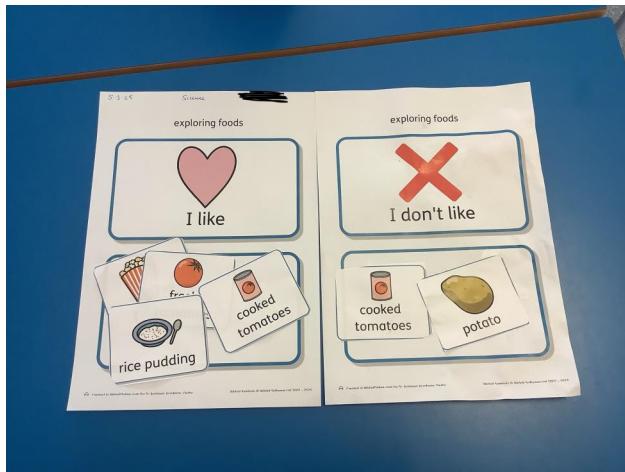 5.3.25 Science
exploring foods
I like
cooked
tomatoes
rice pudding
exploring foods
I don't like
cooked
tomatoes
potato